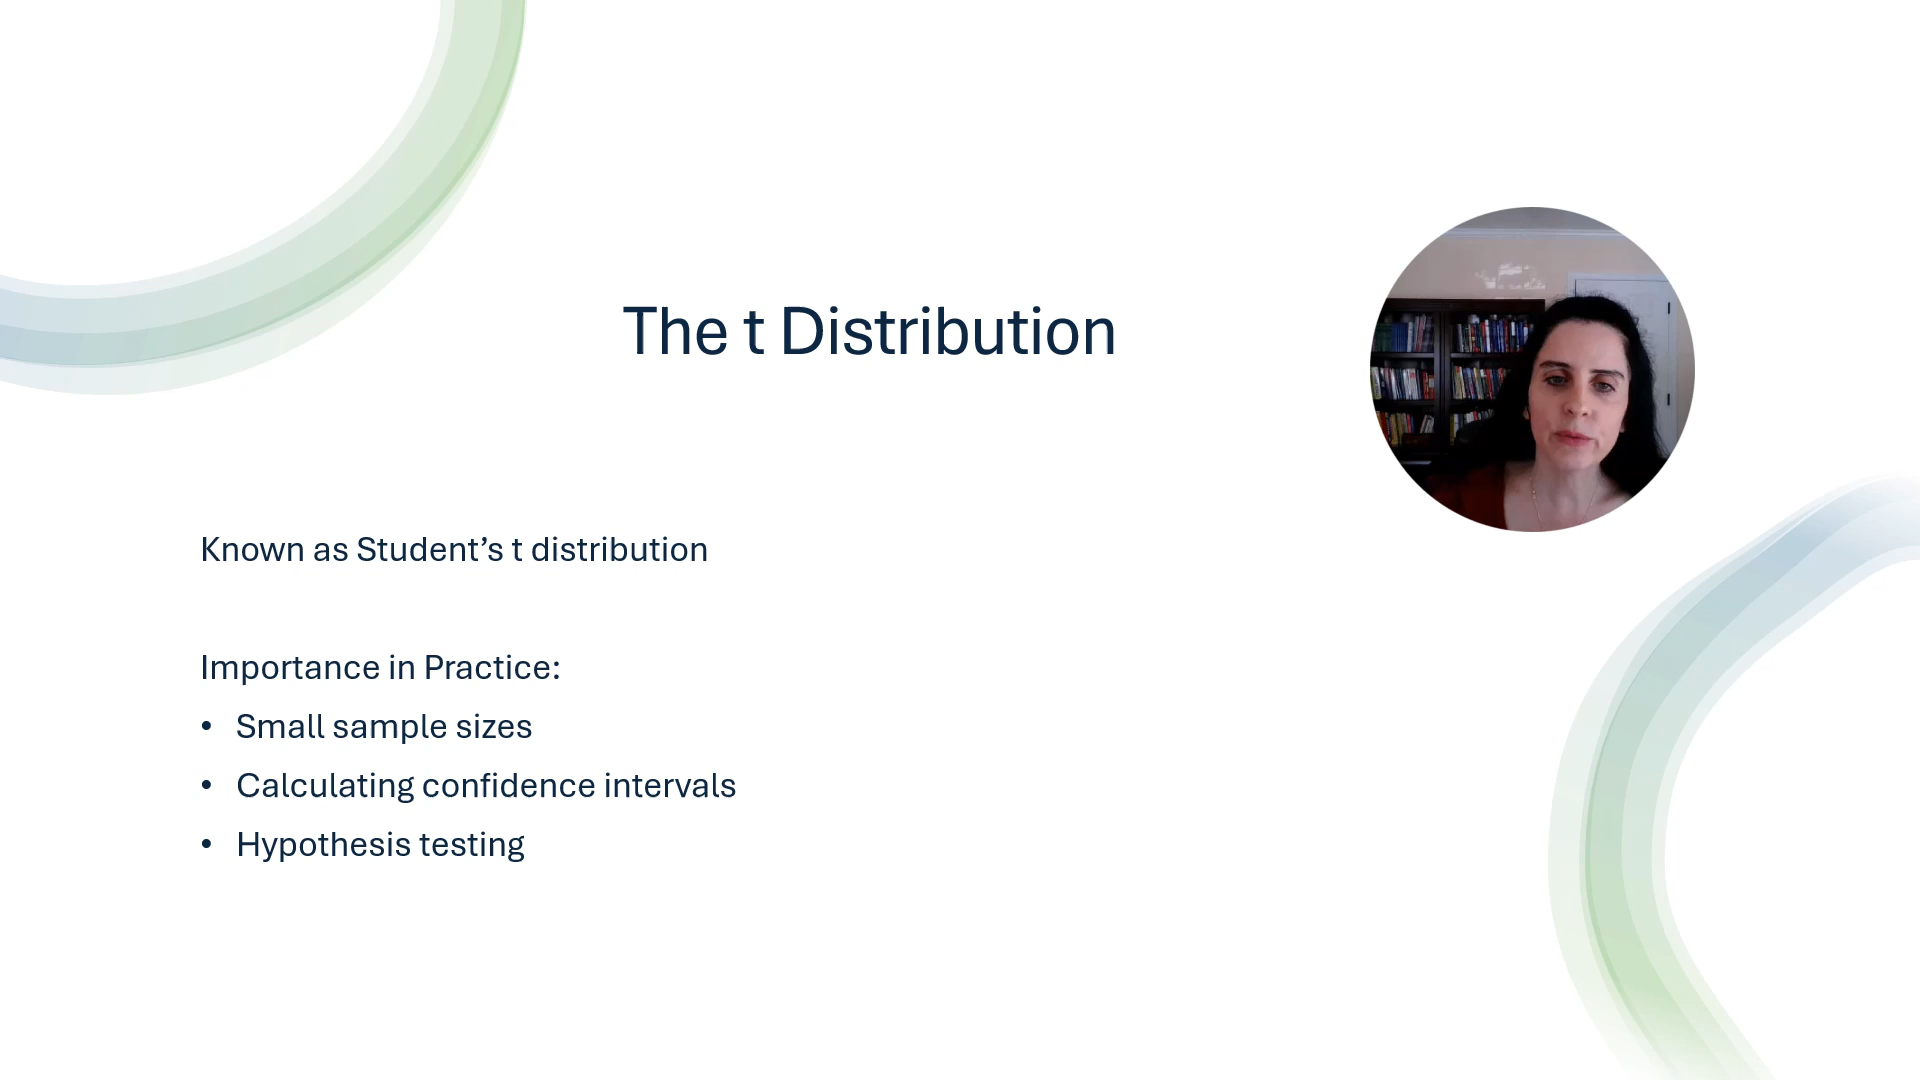 The t Distribution
Known as Student’s t distribution
Importance in Practice:
• Small sample sizes
• Calculating confidence intervals
• Hypothesis testing